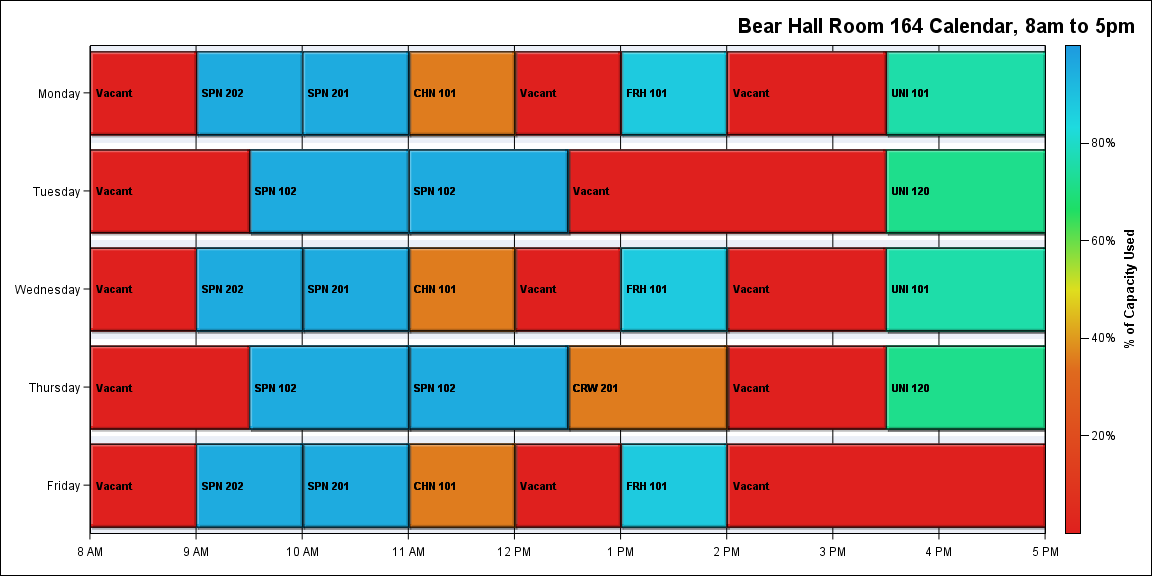 Bear Hall Room 164 Calendar, 8am to 5pm
Monday
Vacant
SPN 202
SPN 201
CHN 101
Vacant
FRH 101
Vacant
UNI 101
Tuesday
Vacant
SPN 102
SPN 102
Vacant
UNI 120
Wednesday
Vacant
SPN 202
SPN 201
CHN 101
Vacant
FRH 101
Vacant
UNI 101
Thursday
Vacant
SPN 102
SPN 102
CRW 201
Vacant
UNI 120
Friday
Vacant
SPN 202
SPN 201
CHN 101
Vacant
FRH 101
Vacant
8 AM
9 AM
10 AM
11 AM
12 PM
1 PM
2 PM
3 PM
4 PM
5 PM
80%
60%
40%
20%
% of Capacity Used